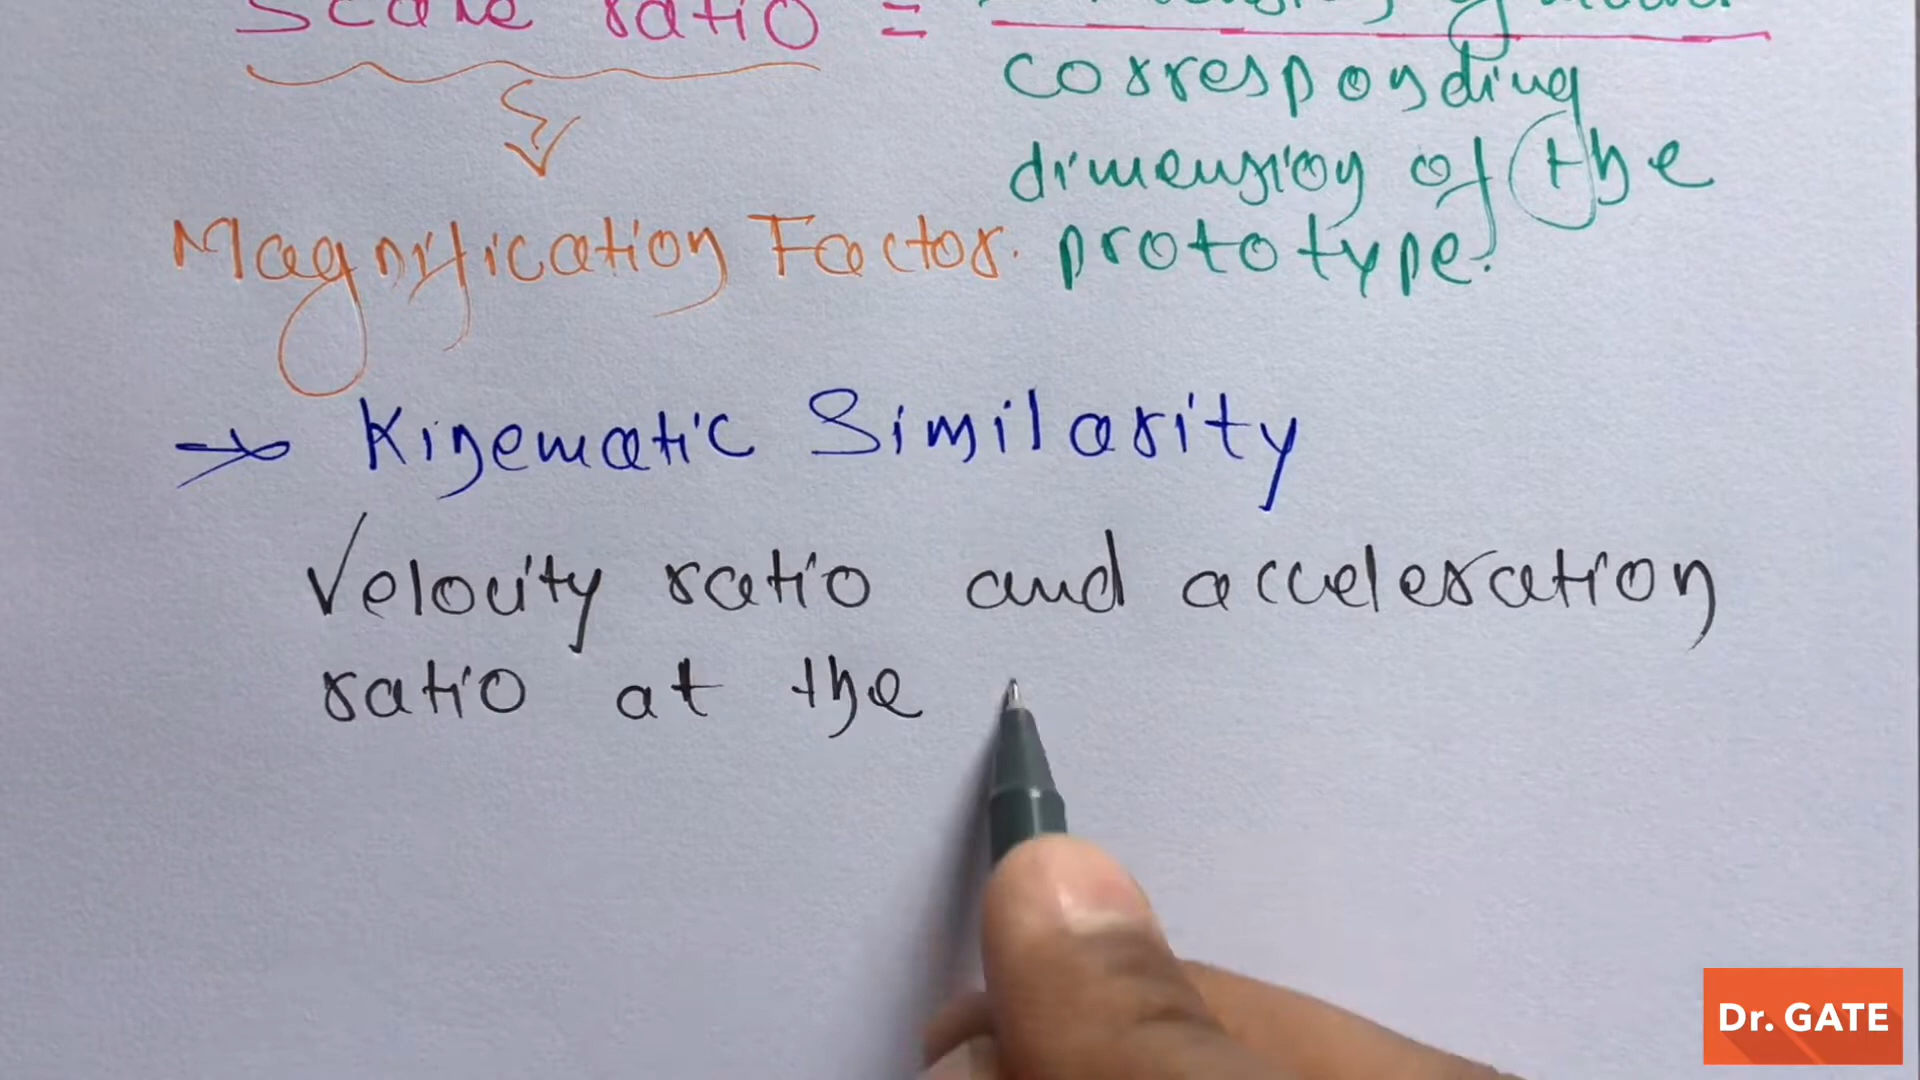 Scale ratio =
corresponding
dimension of the
Magnification Factor. prototype.
→ Kinematic Similarity
Velocity ratio and acceleration
ratio at the
Dr. GATE